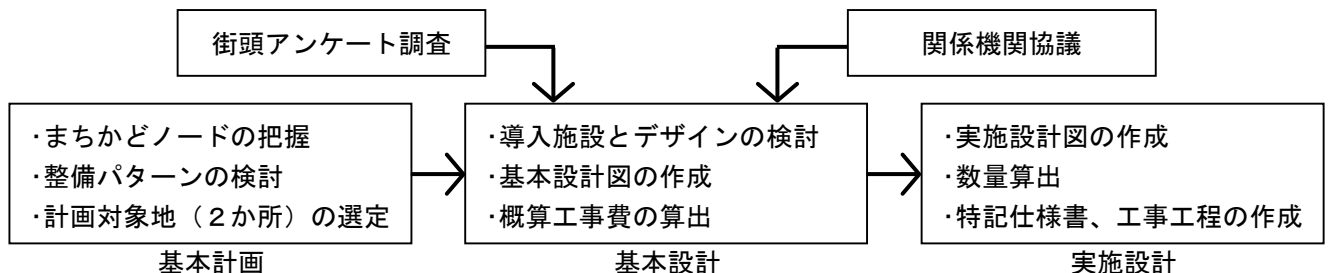 街頭アンケート調査
関係機関協議
・まちかどノードの把握
・整備パターンの検討
・計画対象地（２か所）の選定
基本計画
・導入施設とデザインの検討
・基本設計図の作成
・概算工事費の算出
基本設計
・実施設計図の作成
・数量算出
・特記仕様書、工事工程の作成
実施設計